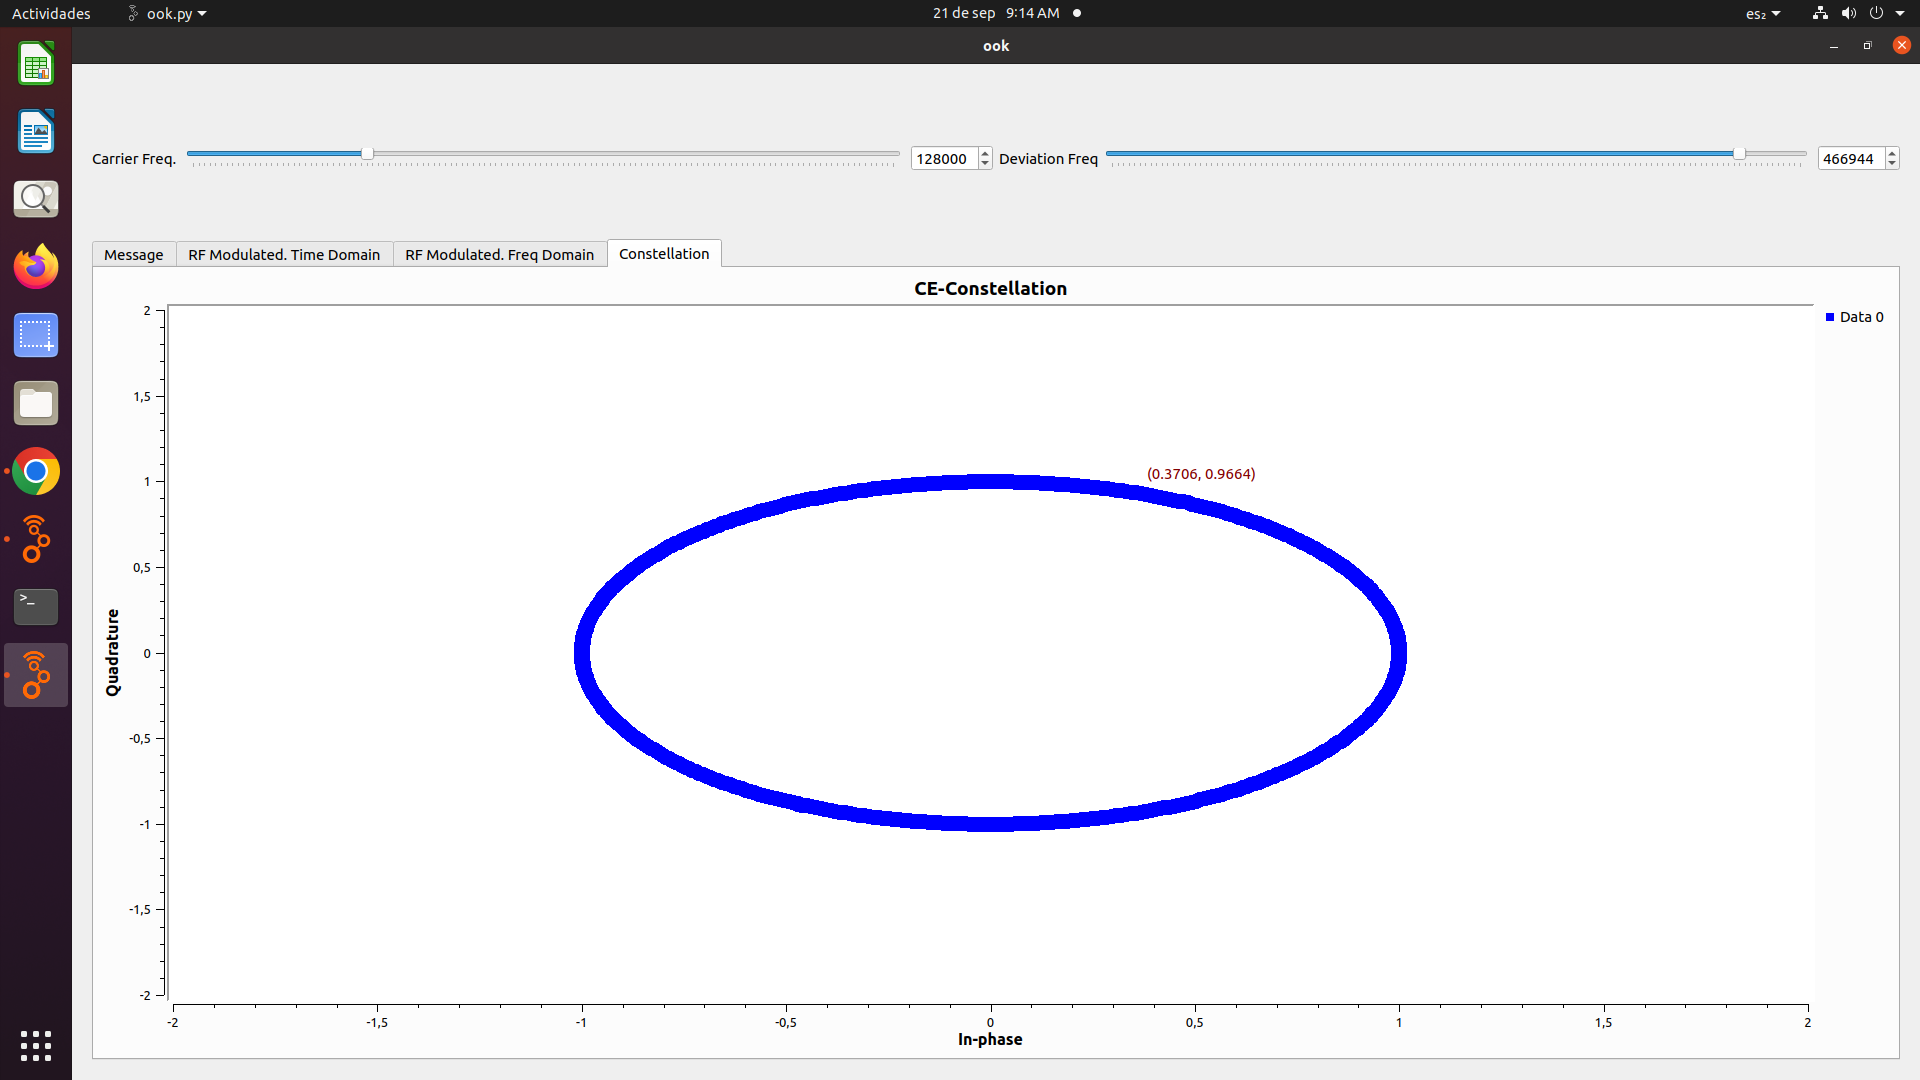 Actividades
ook.py
21 de sep 9:14 AM
es₂
ook
Carrier Freq.
128000
Deviation Freq
466944
Message
RF Modulated. Time Domain
RF Modulated. Freq Domain
Constellation
CE-Constellation
Data 0
(0.3706, 0.9664)
2
1,5
1
0,5
0
-0,5
-1
-1,5
-2
Quadrature
-2
-1,5
-1
-0,5
0
0,5
1
1,5
2
In-phase
>_